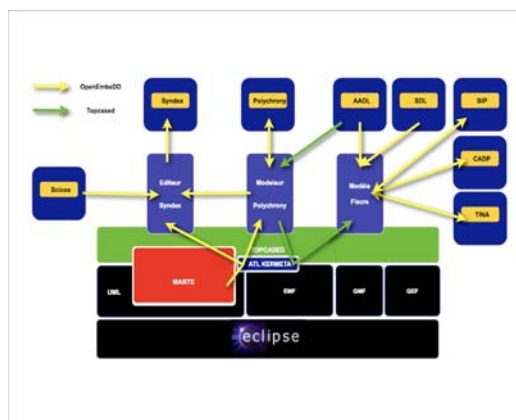 OpenEmbeDD
Topcased
Syndex
Polychrony
AADL
SDL
SIP
CADP
TINA
Scicos
Editeur
Syndex
Modeleur
Polychrony
Modèle
Fiacre
TOPCASED
ATL KERMETA
UML
MARTE
EMF
GMF
GEF
eclipse